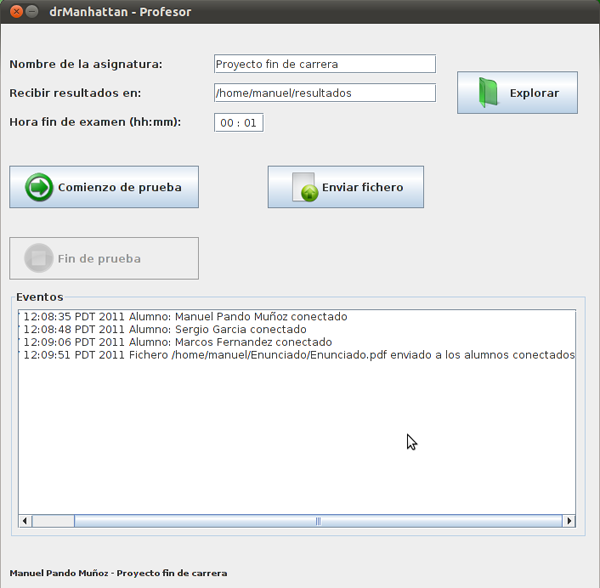 drManhattan - Profesor
Nombre de la asignatura: Proyecto fin de carrera
Recibir resultados en: /home/manuel/resultados
Explorar
Hora fin de examen (hh:mm): 00 : 01
Comienzo de prueba Enviar fichero
Fin de prueba
Eventos
12:08:35 PDT 2011 Alumno: Manuel Pando Muñoz conectado
12:08:48 PDT 2011 Alumno: Sergio Garcia conectado
12:09:06 PDT 2011 Alumno: Marcos Fernandez conectado
12:09:51 PDT 2011 Fichero /home/manuel/Enunciado/Enunciado.pdf enviado a los alumnos conectados
Manuel Pando Muñoz - Proyecto fin de carrera